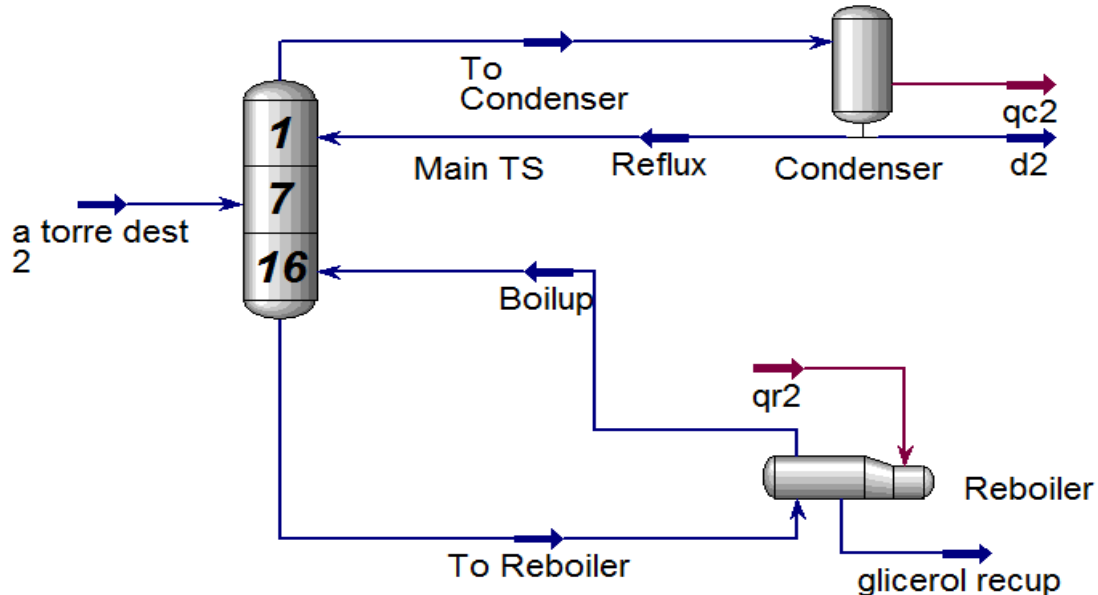 To
Condenser
qc2
1
Main TS
Reflux
Condenser
d2
7
a torre dest
2
16
Boilup
qr2
Reboiler
To Reboiler
glicerol recup